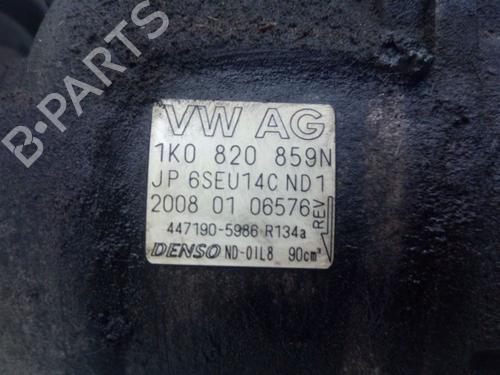 VW AG
1K0 820 859N
JP 6SEU14C ND1
2008 01 06576
REV
447190-5986 R134a
DENSO ND-OIL8 90cm³
B-PARTS